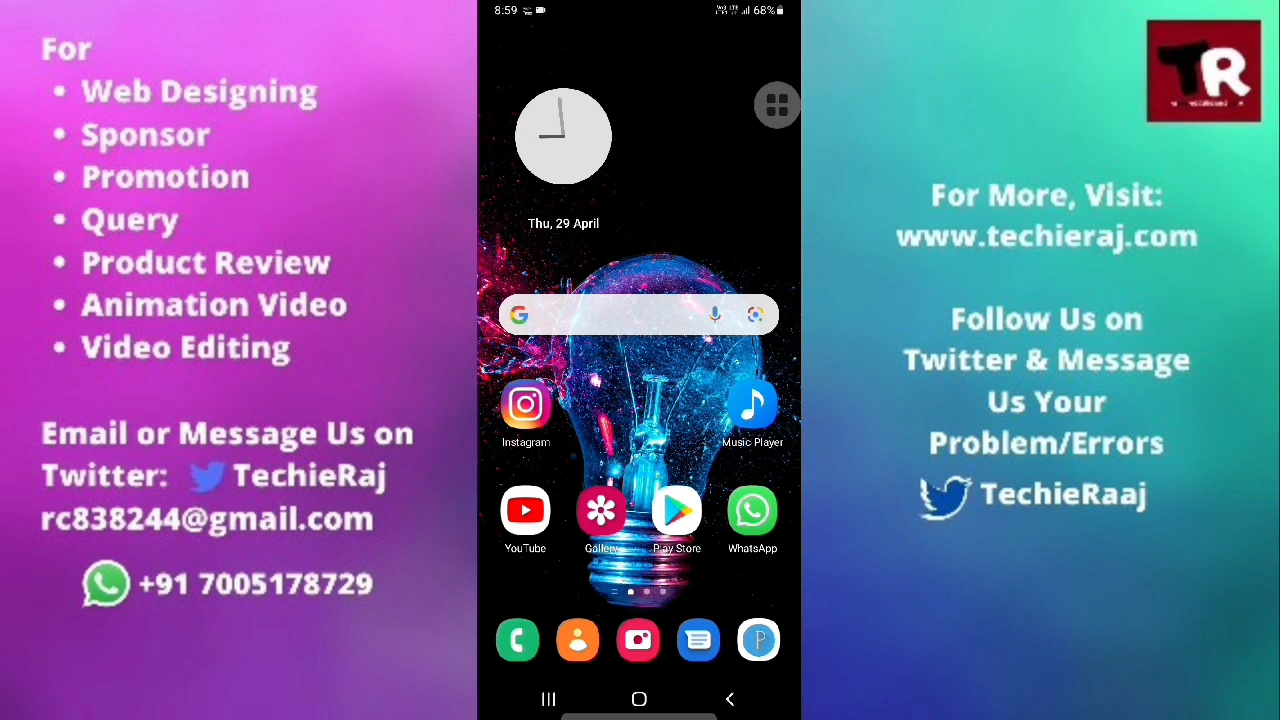 For
• Web Designing
• Sponsor
• Promotion
• Query
• Product Review
• Animation Video
• Video Editing
Email or Message Us on
Twitter: TechieRaj
rc838244@gmail.com
+91 7005178729
8:59
68%
Thu, 29 April
Instagram
Music Player
YouTube
Gallery
Play Store
WhatsApp
TR
For More, Visit:
www.techieraj.com
Follow Us on
Twitter & Message
Us Your
Problem/Errors
TechieRaaj